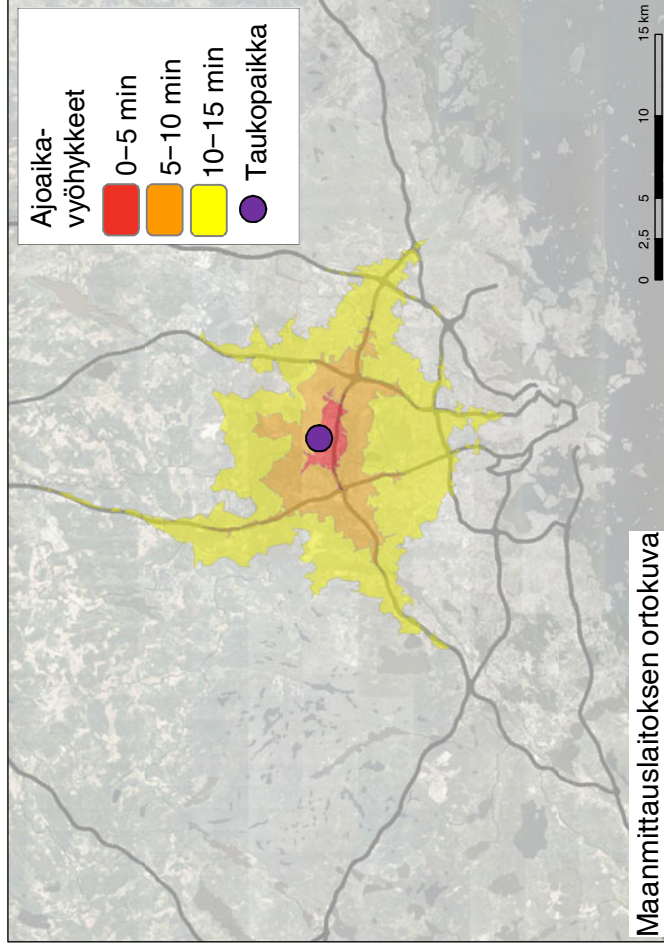 Ajoaika-
vyöhykkeet
0–5 min
5–10 min
10–15 min
Taukopaikka
0 2,5 5 10 15 km
Maanmittauslaitoksen ortokuva